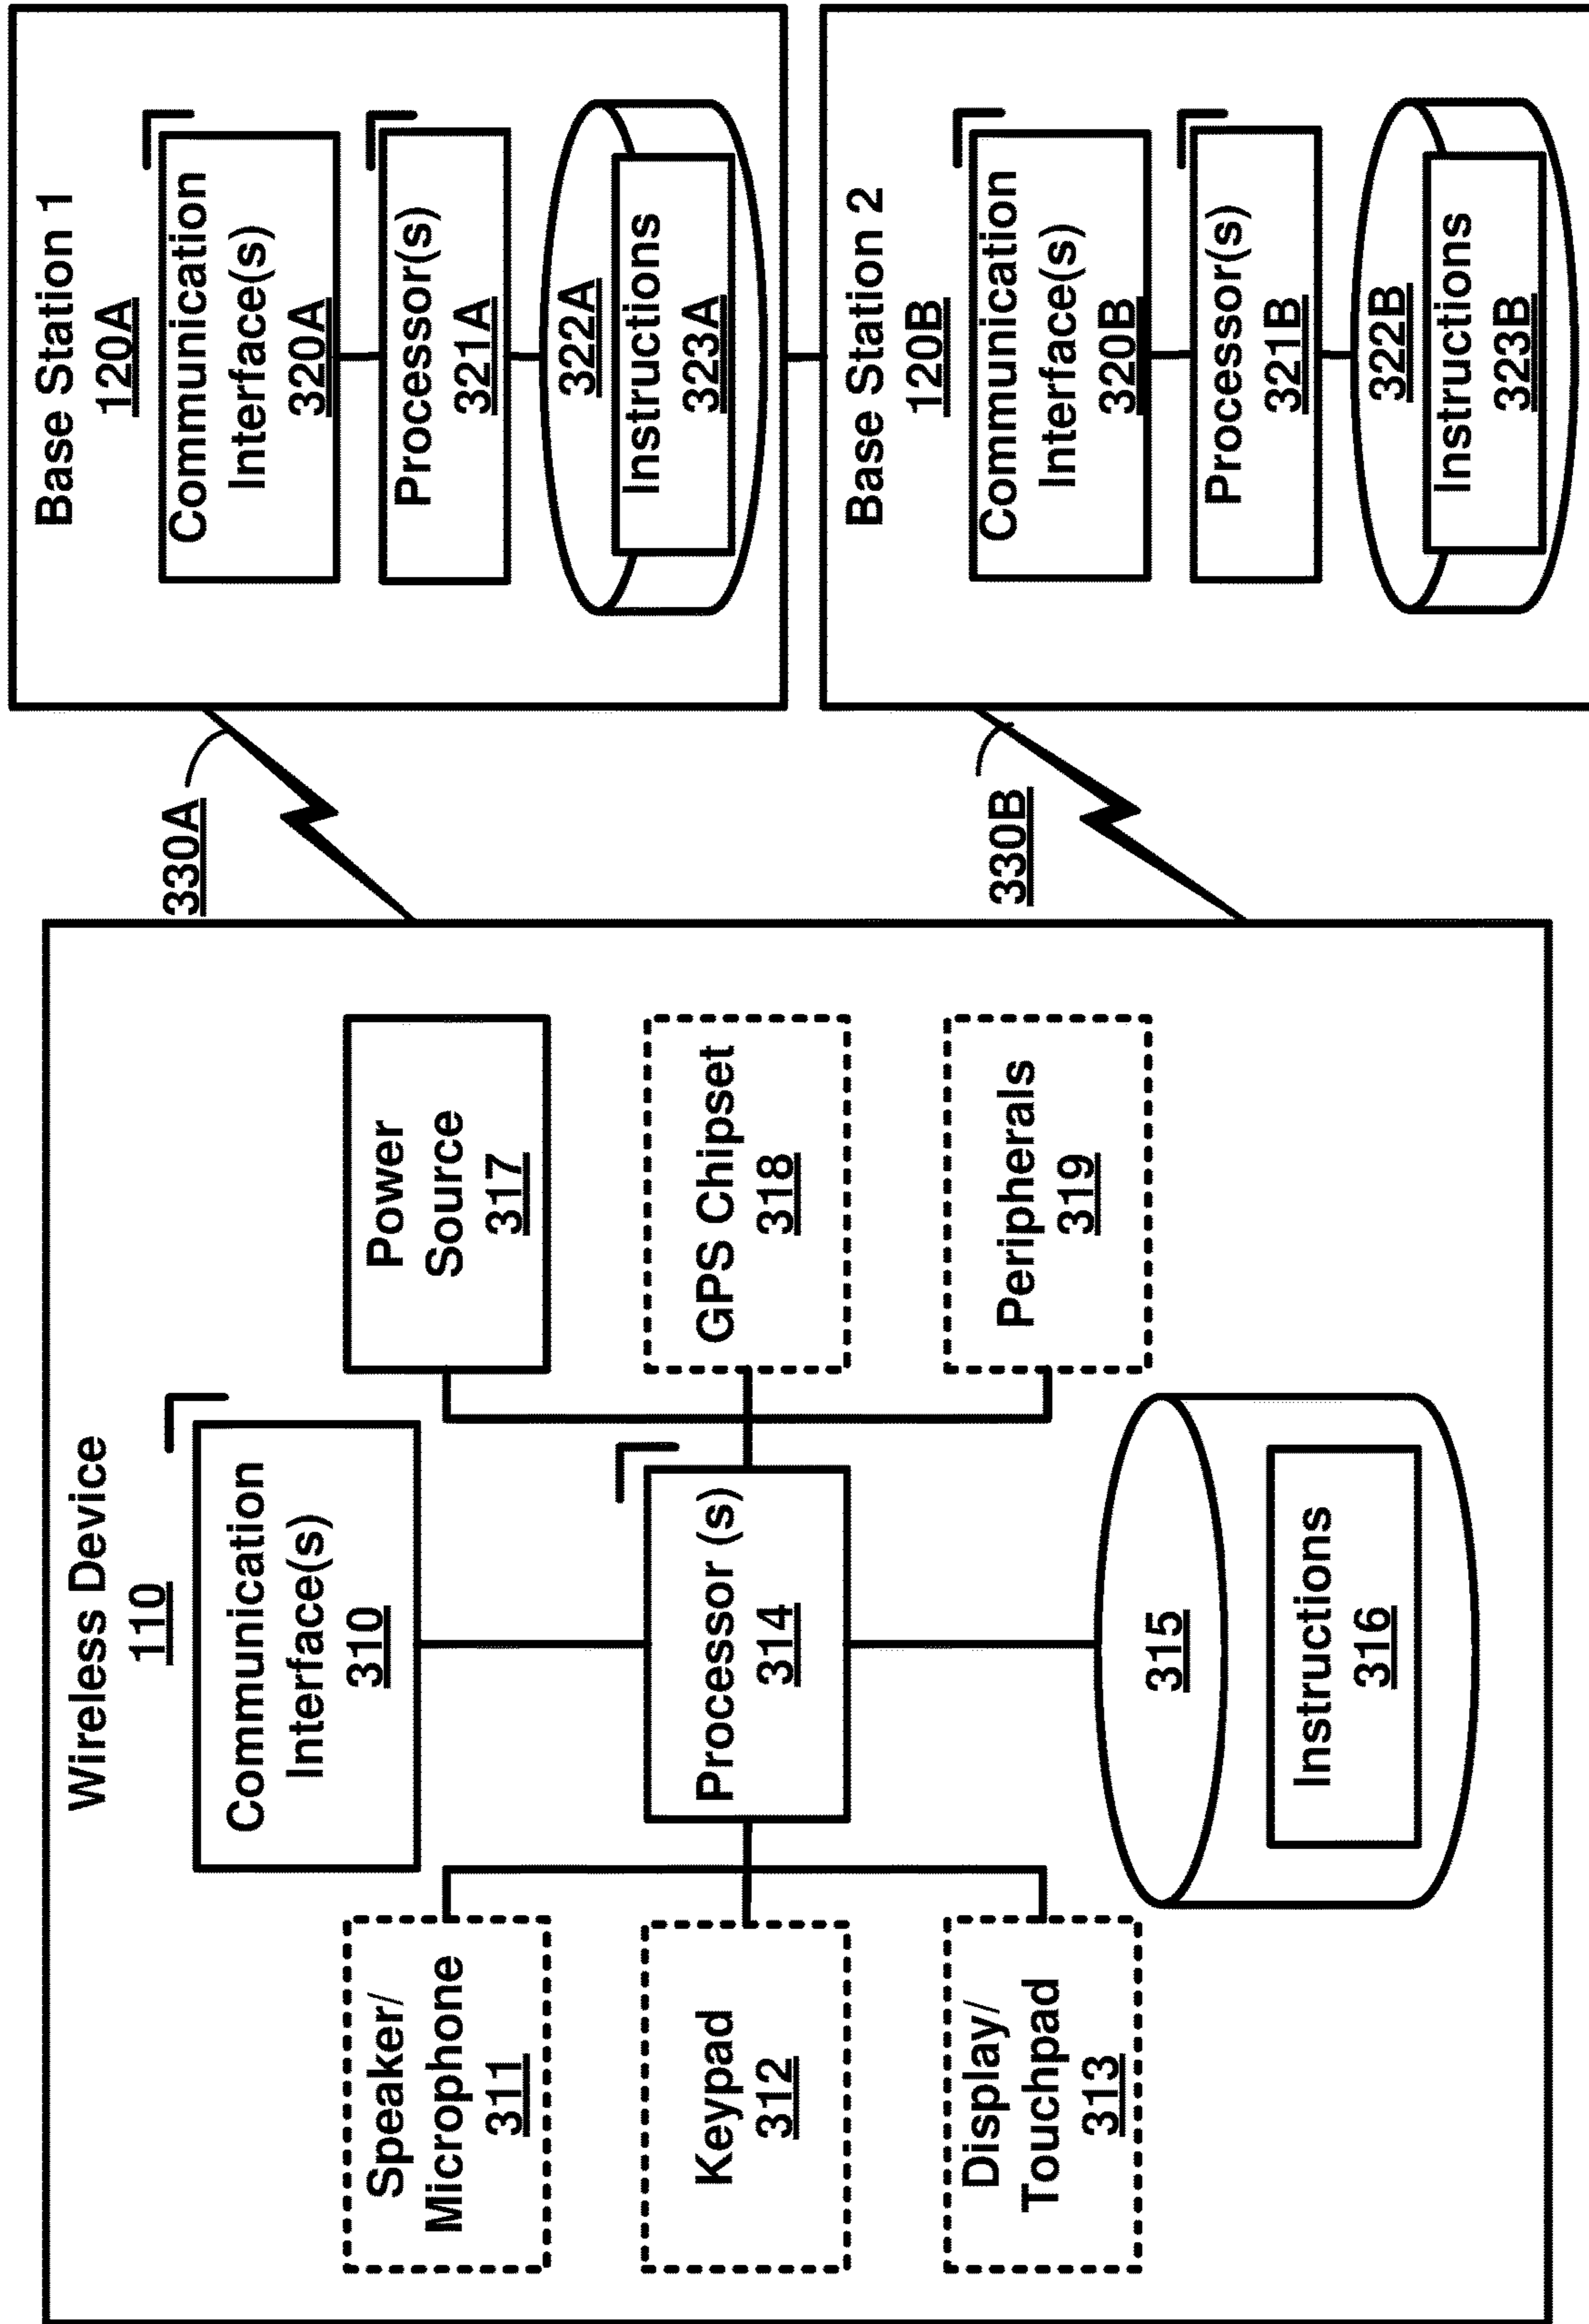 Wireless Device
110
Communication
Interface(s)
310
Speaker/
Microphone
311
Keypad
312
Display/
Touchpad
313
Processor (s)
314
Power
Source
317
GPS Chipset
318
Peripherals
319
315
Instructions
316
330A
330B
Base Station 1
120A
Communication
Interface(s)
320A
Processor(s)
321A
322A
Instructions
323A
Base Station 2
120B
Communication
Interface(s)
320B
Processor(s)
321B
322B
Instructions
323B